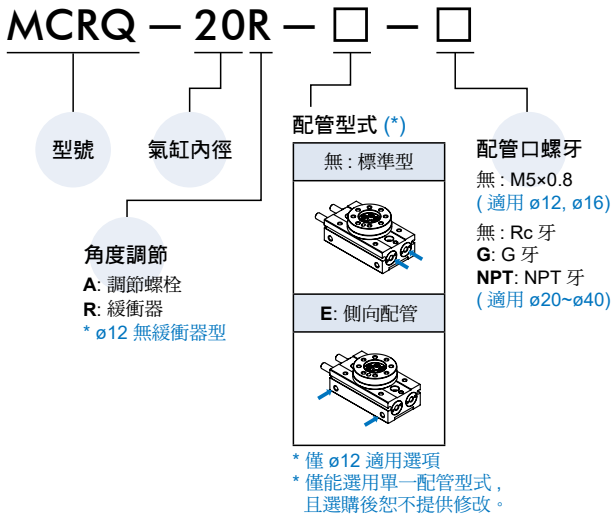 MCRQ — 20R — □ — □
型號
氣缸內徑
角度調節
A: 調節螺栓
R: 緩衝器
* ø12 無緩衝器型
配管型式 (*)
無 : 標準型
E: 側向配管
* 僅 ø12 適用選項
* 僅能選用單一配管型式 ,
且選購後恕不提供修改。
配管口螺牙
無 : M5×0.8
( 適用 ø12, ø16)
無 : Rc 牙
G: G 牙
NPT: NPT 牙
( 適用 ø20~ø40)